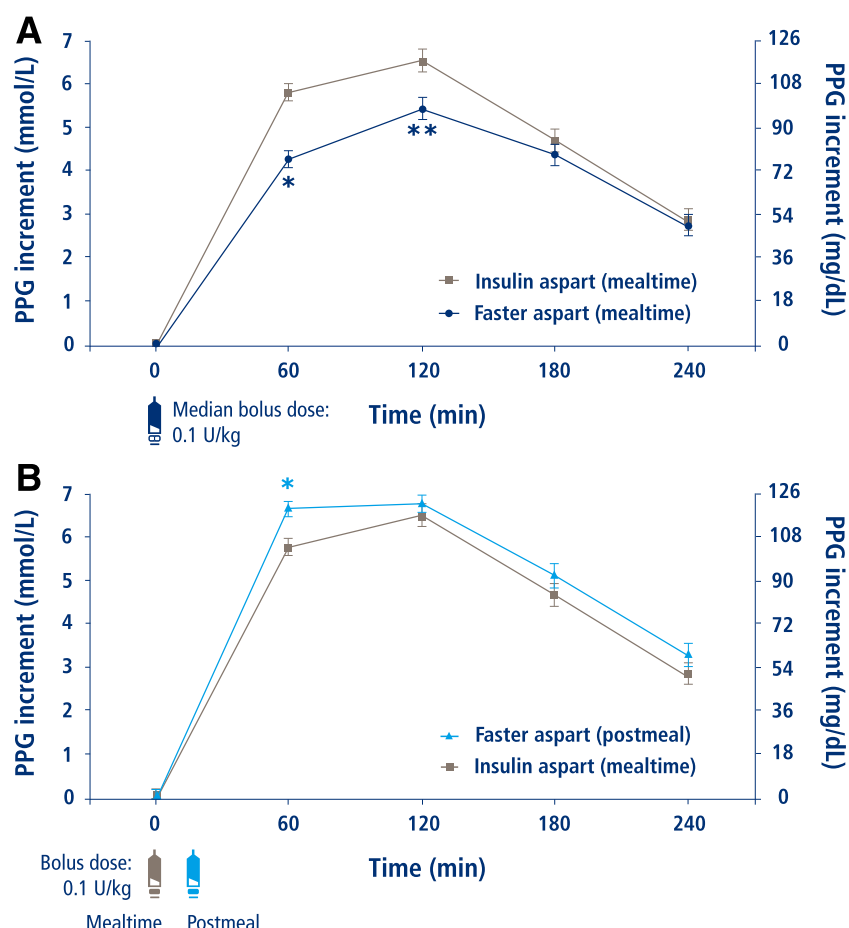 A
PPG increment (mmol/L)
7
6
5
4
3
2
1
0
126
108
90
72
54
36
18
0
PPG increment (mg/dL)
*
**
Insulin aspart (mealtime)
Faster aspart (mealtime)
0 60 120 180 240
Time (min)
Median bolus dose:
0.1 U/kg
B
PPG increment (mmol/L)
7
6
5
4
3
2
1
0
126
108
90
72
54
36
18
0
PPG increment (mg/dL)
*
Faster aspart (postmeal)
Insulin aspart (mealtime)
0 60 120 180 240
Time (min)
Bolus dose:
0.1 U/kg
Mealtime Postmeal